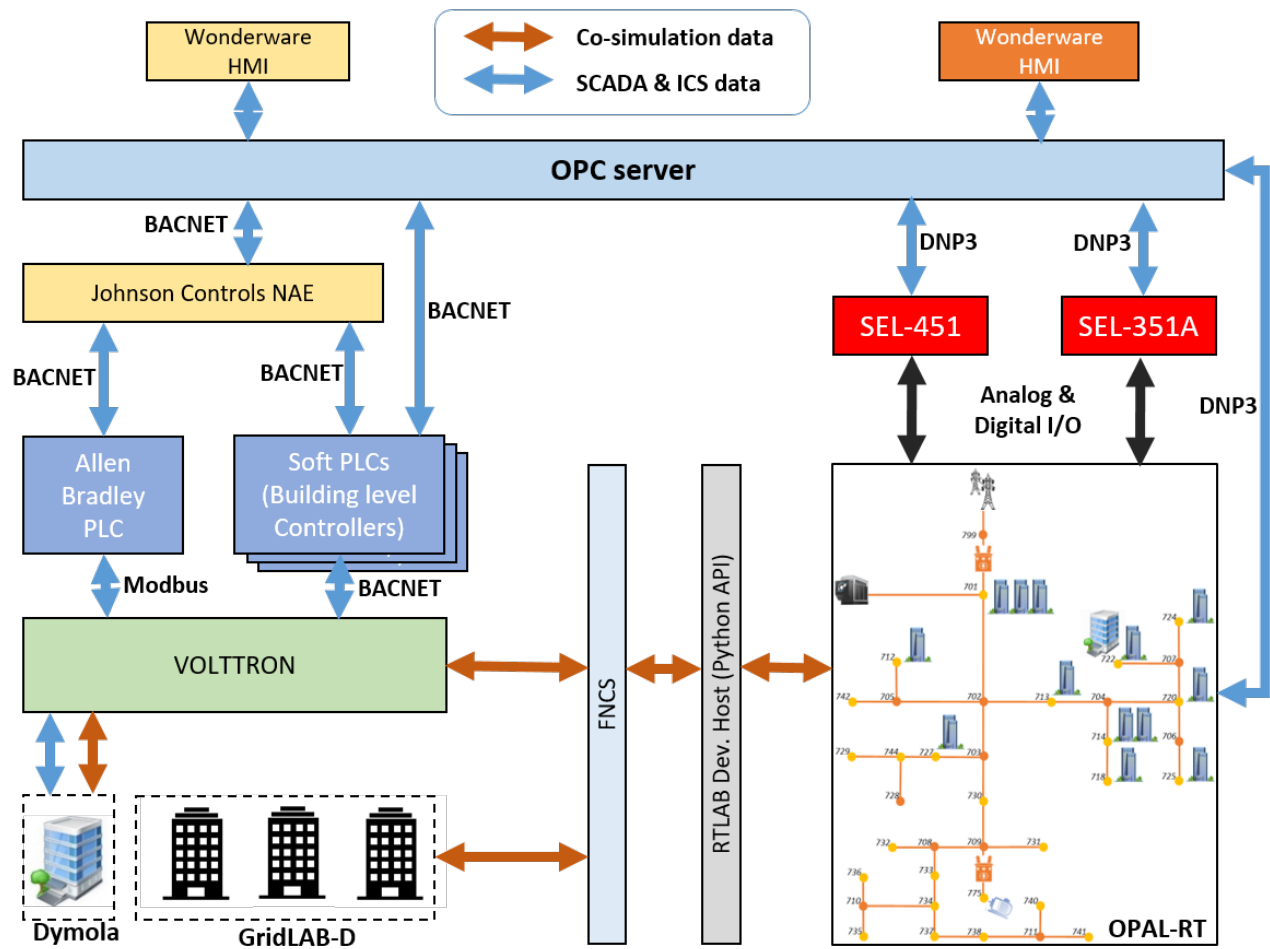 Wonderware
HMI
Co-simulation data
SCADA & ICS data
Wonderware
HMI
OPC server
BACNET
DNP3
DNP3
Johnson Controls NAE
BACNET
SEL-451
SEL-351A
BACNET
BACNET
Analog &
Digital I/O
DNP3
Allen
Bradley
PLC
Soft PLCs
(Building level
Controllers)
Modbus
BACNET
VOLTTRON
FNCS
RTLAB Dev. Host (Python API)
799
701
724
712
722
707
742
705
702
713
704
720
714
706
729
744
727
703
718
725
728
730
732
708
709
731
736
733
775
740
710
734
735
737
738
711
741
OPAL-RT
Dymola
GridLAB-D